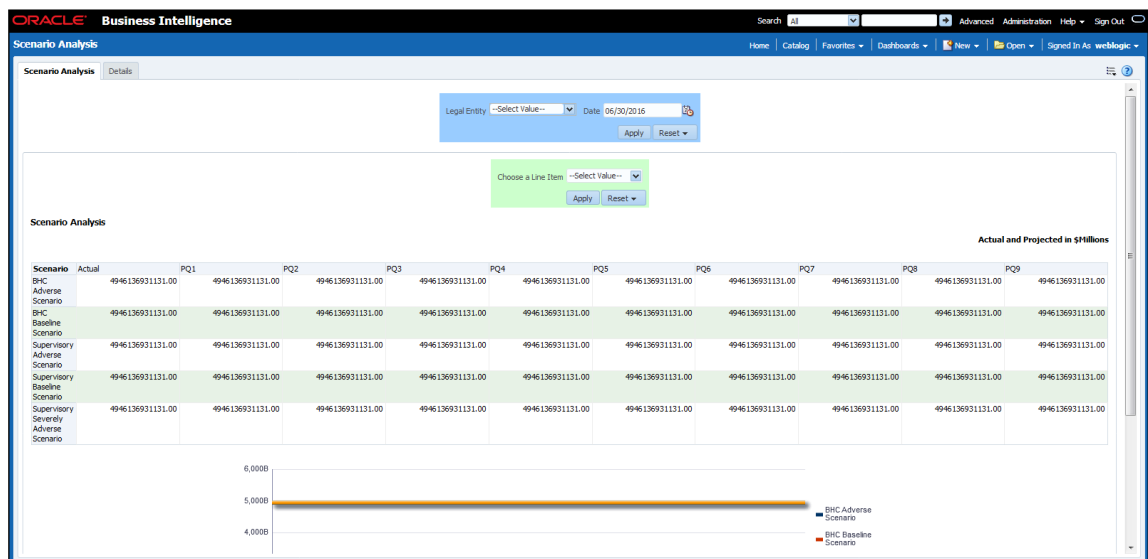 ORACLE Business Intelligence Search All Advanced Administration Help Sign Out
Scenario Analysis Home Catalog Favorites Dashboards New Open Signed In As weblogic
Scenario Analysis Details
Legal Entity --Select Value-- Date 06/30/2016
Apply Reset
Choose a Line Item --Select Value--
Apply Reset
Scenario Analysis
Actual and Projected in $Millions
Scenario Actual PQ1 PQ2 PQ3 PQ4 PQ5 PQ6 PQ7 PQ8 PQ9
BHC 4946136931131.00 4946136931131.00 4946136931131.00 4946136931131.00 4946136931131.00 4946136931131.00 4946136931131.00 4946136931131.00 4946136931131.00 4946136931131.00
Adverse
Scenario
BHC 4946136931131.00 4946136931131.00 4946136931131.00 4946136931131.00 4946136931131.00 4946136931131.00 4946136931131.00 4946136931131.00 4946136931131.00 4946136931131.00
Baseline
Scenario
Supervisory 4946136931131.00 4946136931131.00 4946136931131.00 4946136931131.00 4946136931131.00 4946136931131.00 4946136931131.00 4946136931131.00 4946136931131.00 4946136931131.00
Adverse
Scenario
Supervisory 4946136931131.00 4946136931131.00 4946136931131.00 4946136931131.00 4946136931131.00 4946136931131.00 4946136931131.00 4946136931131.00 4946136931131.00 4946136931131.00
Baseline
Scenario
Supervisory 4946136931131.00 4946136931131.00 4946136931131.00 4946136931131.00 4946136931131.00 4946136931131.00 4946136931131.00 4946136931131.00 4946136931131.00 4946136931131.00
Severely
Adverse
Scenario
6,000B
5,000B
BHC Adverse
Scenario
4,000B
BHC Baseline
Scenario